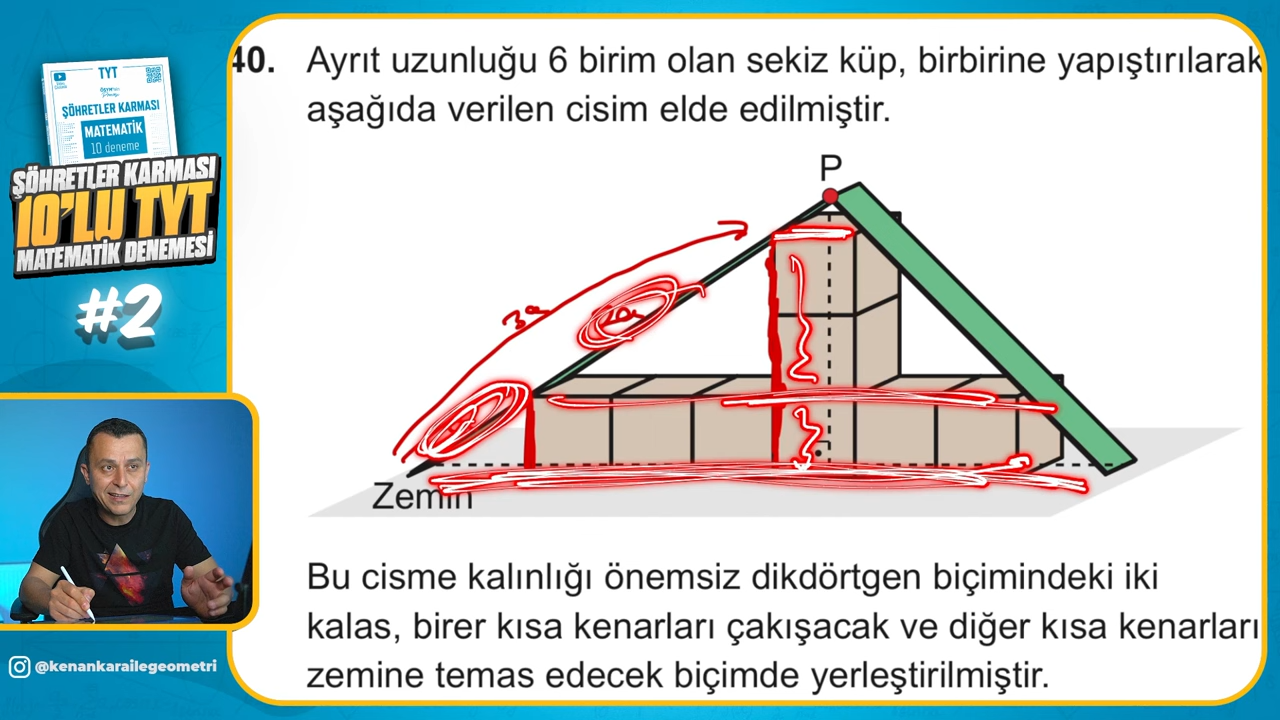 TYT
ŞÖHRETLER KARMASI
MATEMATİK
10 deneme
ŞÖHRETLER KARMASI
10'LU TYT
MATEMATİK DENEMESİ
#2
@kenankarailegeometri
40. Ayrıt uzunluğu 6 birim olan sekiz küp, birbirine yapıştırılarak
aşağıda verilen cisim elde edilmiştir.
P
Zemin
Bu cisme kalınlığı önemsiz dikdörtgen biçimindeki iki
kalas, birer kısa kenarları çakışacak ve diğer kısa kenarları
zemine temas edecek biçimde yerleştirilmiştir.